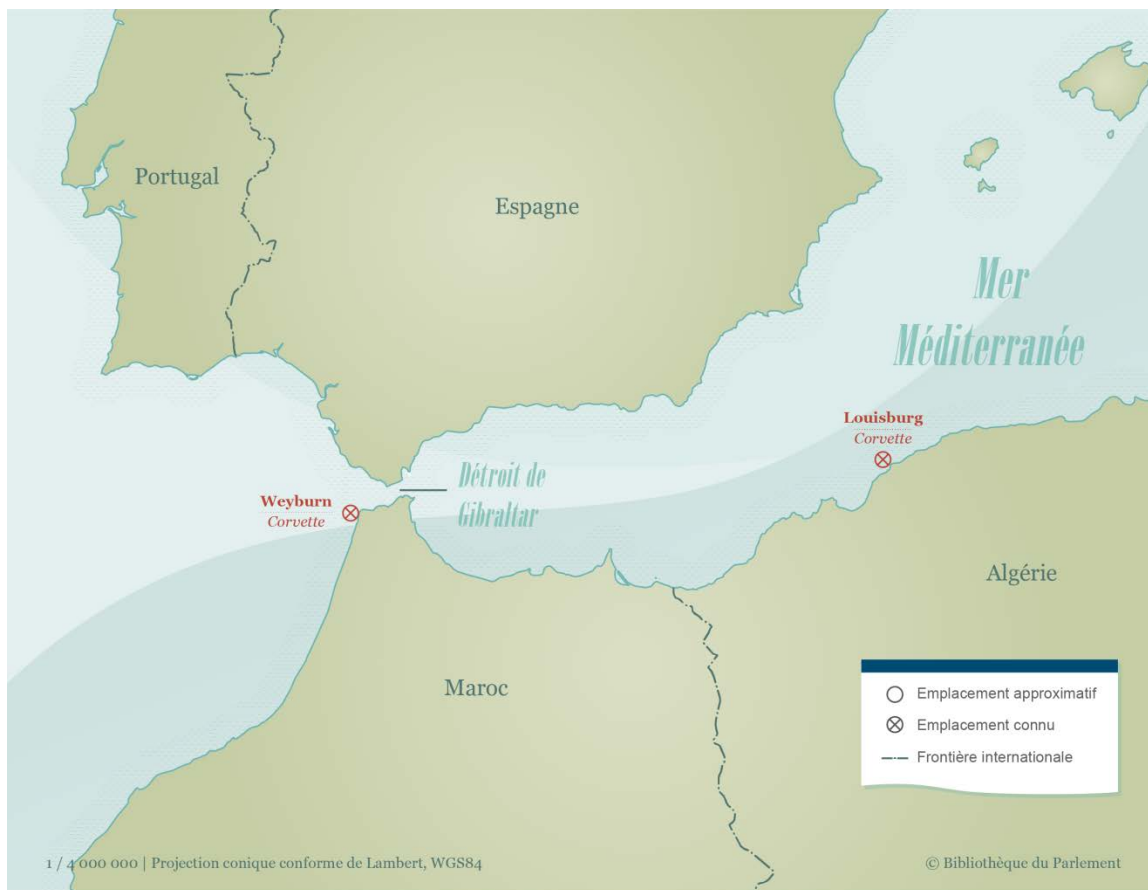 Portugal
Espagne
Mer
Méditerranée
Louisburg
Corvette
Détroit de
Gibraltar
Weyburn
Corvette
Algérie
Maroc
Emplacement approximatif
Emplacement connu
Frontière internationale
1 / 4 000 000 | Projection conique conforme de Lambert, WGS84
© Bibliothèque du Parlement